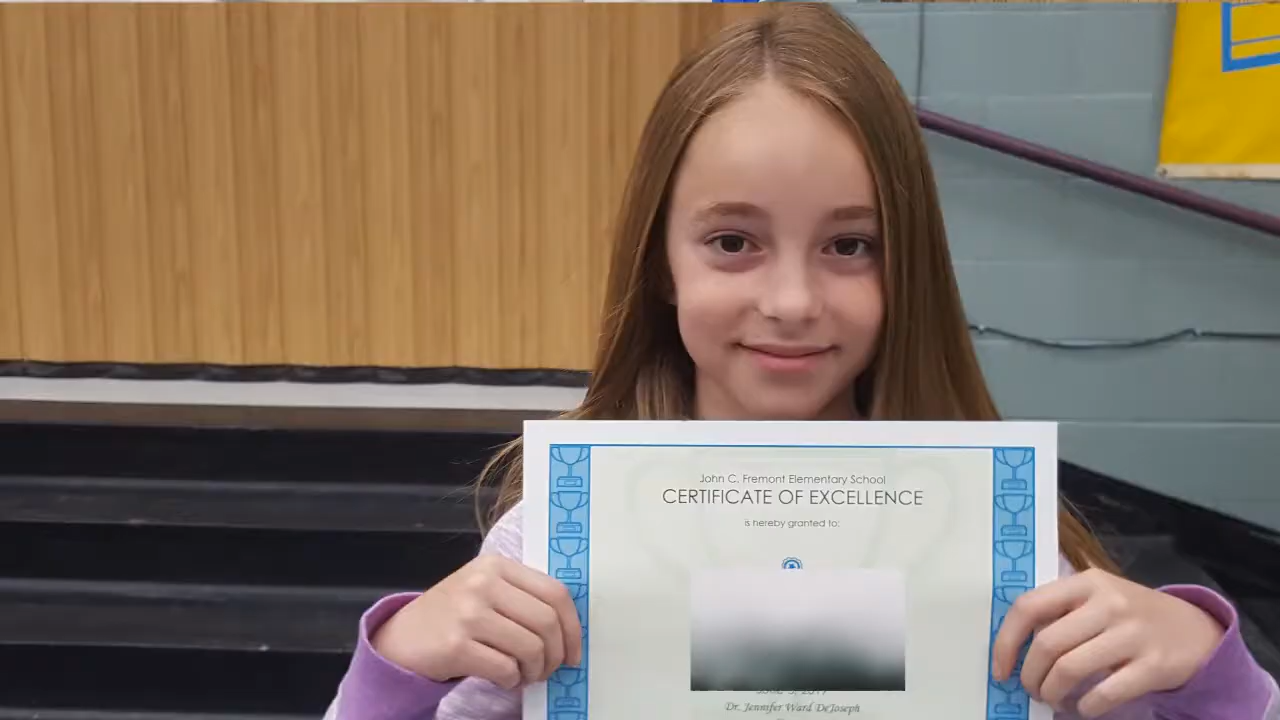 John C. Fremont Elementary School
CERTIFICATE OF EXCELLENCE
is hereby granted to:
Dr. Jennifer Ward DeJoseph